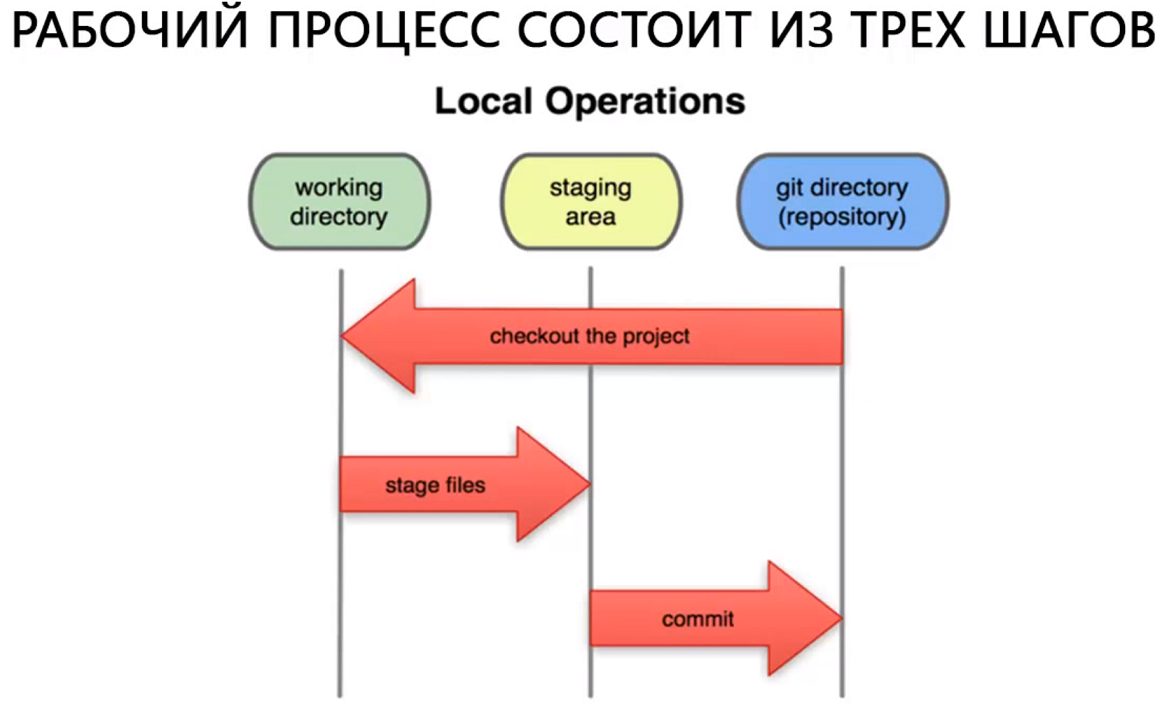 РАБОЧИЙ ПРОЦЕСС СОСТОИТ ИЗ ТРЕХ ШАГОВ
Local Operations
working
directory
staging
area
git directory
(repository)
checkout the project
stage files
commit